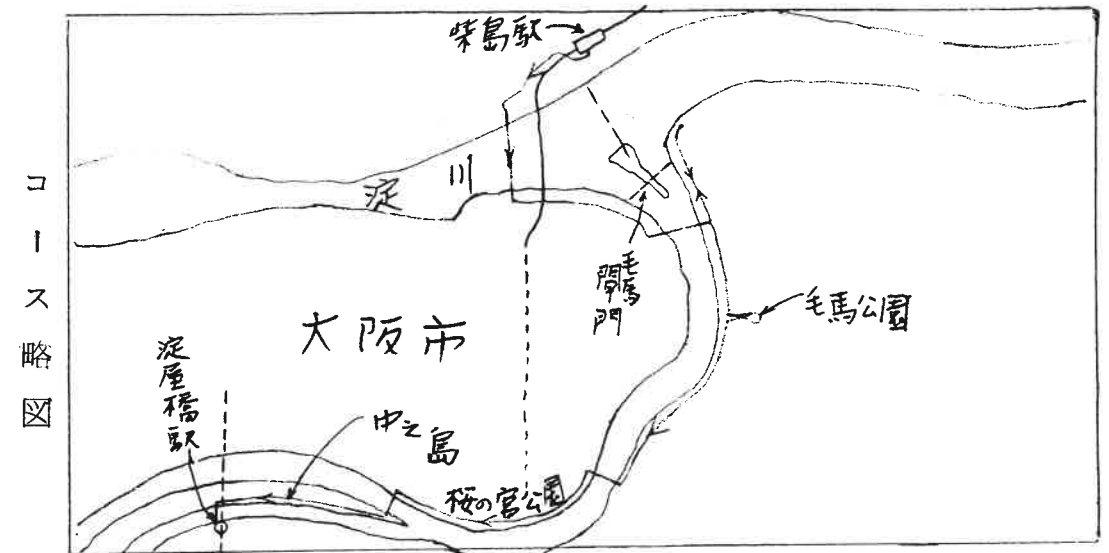 コース略図
柴島駅
淀川
毛馬閘門
毛馬公園
大阪市
淀屋橋駅
中之島
桜の宮公園